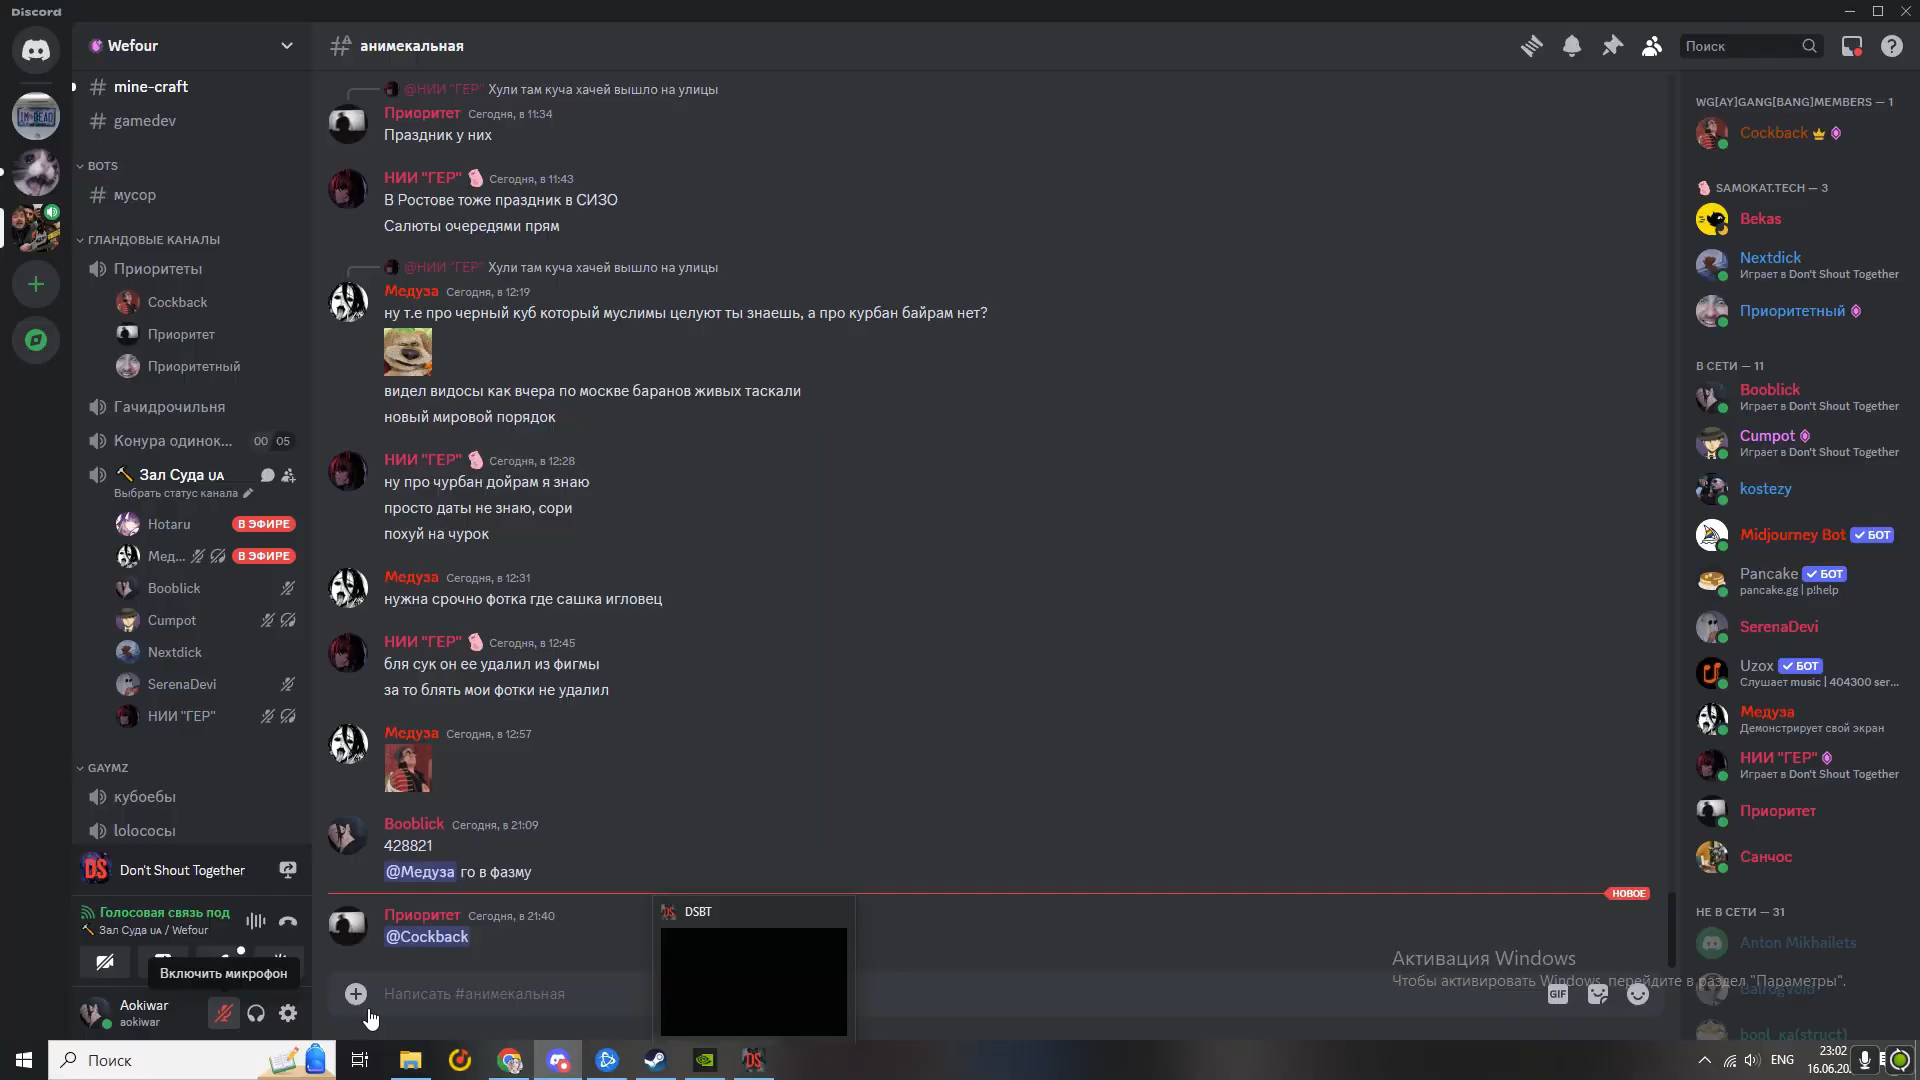 Discord
Wefour
mine-craft
gamedev
BOTS
мусор
ГЛАНДОВЫЕ КАНАЛЫ
Приоритеты
Cockback
Приоритет
Приоритетный
Гачидрочильня
Конура одинок... 00 05
Зал Суда UA
Выбрать статус канала
Hotaru В ЭФИРЕ
Мед... В ЭФИРЕ
Booblick
Cumpot
Nextdick
SerenaDevi
НИИ "ГЕР"
GAYMZ
кубоебы
lolососы
Don't Shout Together
Голосовая связь под
Зал Суда UA / Wefour
Включить микрофон
Aokiwar
aokiwar
анимекальная
Поиск
@НИИ "ГЕР" Хули там куча хачей вышло на улицы
Приоритет Сегодня, в 11:34
Праздник у них
НИИ "ГЕР" Сегодня, в 11:43
В Ростове тоже праздник в СИЗО
Салюты очередями прям
@НИИ "ГЕР" Хули там куча хачей вышло на улицы
Медуза Сегодня, в 12:19
ну т.е про черный куб который муслимы целуют ты знаешь, а про курбан байрам нет?
видел видосы как вчера по москве баранов живых таскали
новый мировой порядок
НИИ "ГЕР" Сегодня, в 12:28
ну про чурбан дойрам я знаю
просто даты не знаю, сори
похуй на чурок
Медуза Сегодня, в 12:31
нужна срочно фотка где сашка игловец
НИИ "ГЕР" Сегодня, в 12:45
бля сук он ее удалил из фигмы
за то блять мои фотки не удалил
Медуза Сегодня, в 12:57
Booblick Сегодня, в 21:09
428821
@Медуза го в фазму
НОВОЕ
Приоритет Сегодня, в 21:40
@Cockback
DSBT
Написать #анимекальная
GIF
Активация Windows
Чтобы активировать Windows, перейдите в раздел "Параметры".
WG[AY]GANG[BANG]MEMBERS — 1
Cockback
SAMOKAT.TECH — 3
Bekas
Nextdick
Играет в Don't Shout Together
Приоритетный
В СЕТИ — 11
Booblick
Играет в Don't Shout Together
Cumpot
Играет в Don't Shout Together
kostezy
Midjourney Bot БОТ
Pancake БОТ
pancake.gg | p!help
SerenaDevi
Uzox БОТ
Слушает music | 404300 ser...
Медуза
Демонстрирует свой экран
НИИ "ГЕР"
Играет в Don't Shout Together
Приоритет
Санчос
НЕ В СЕТИ — 31
Anton Mikhailets
bool_ka(struct)
Поиск
DS
ENG
23:02